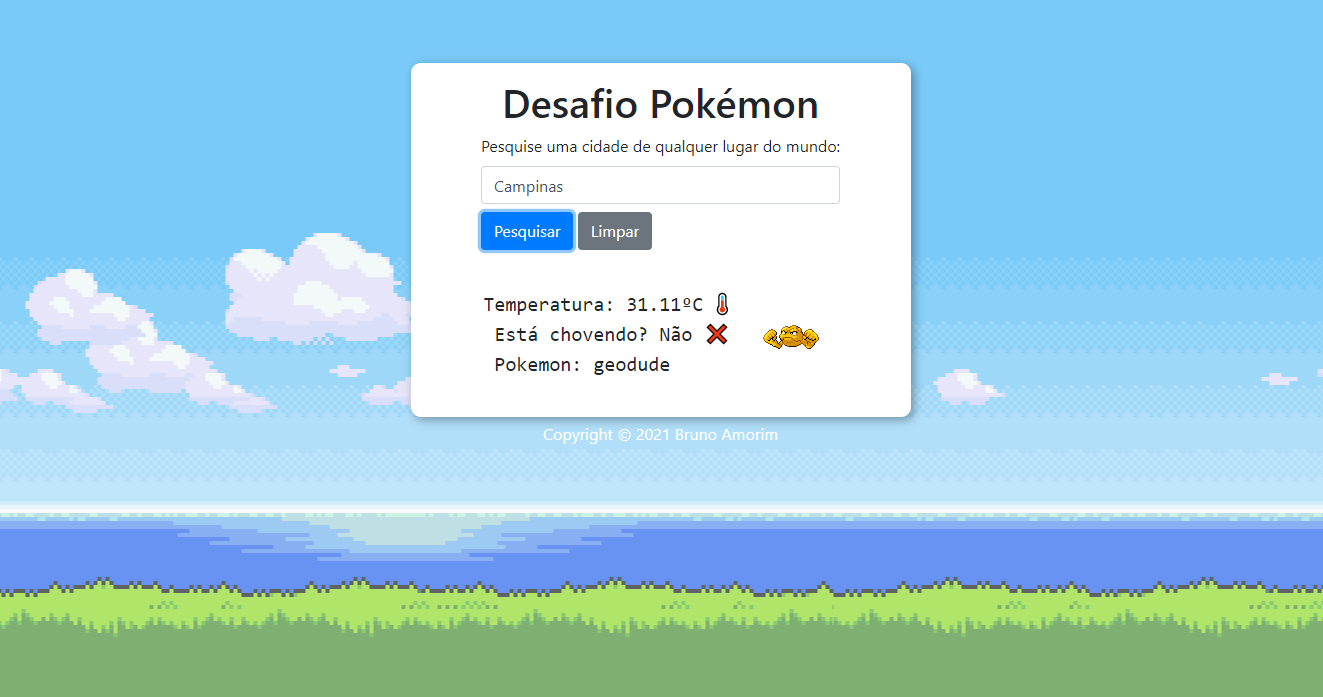 Desafio Pokémon
Pesquise uma cidade de qualquer lugar do mundo:
Campinas
Pesquisar Limpar
Temperatura: 31.11ºC 🌡️
Está chovendo? Não ❌
Pokemon: geodude
Copyright © 2021 Bruno Amorim